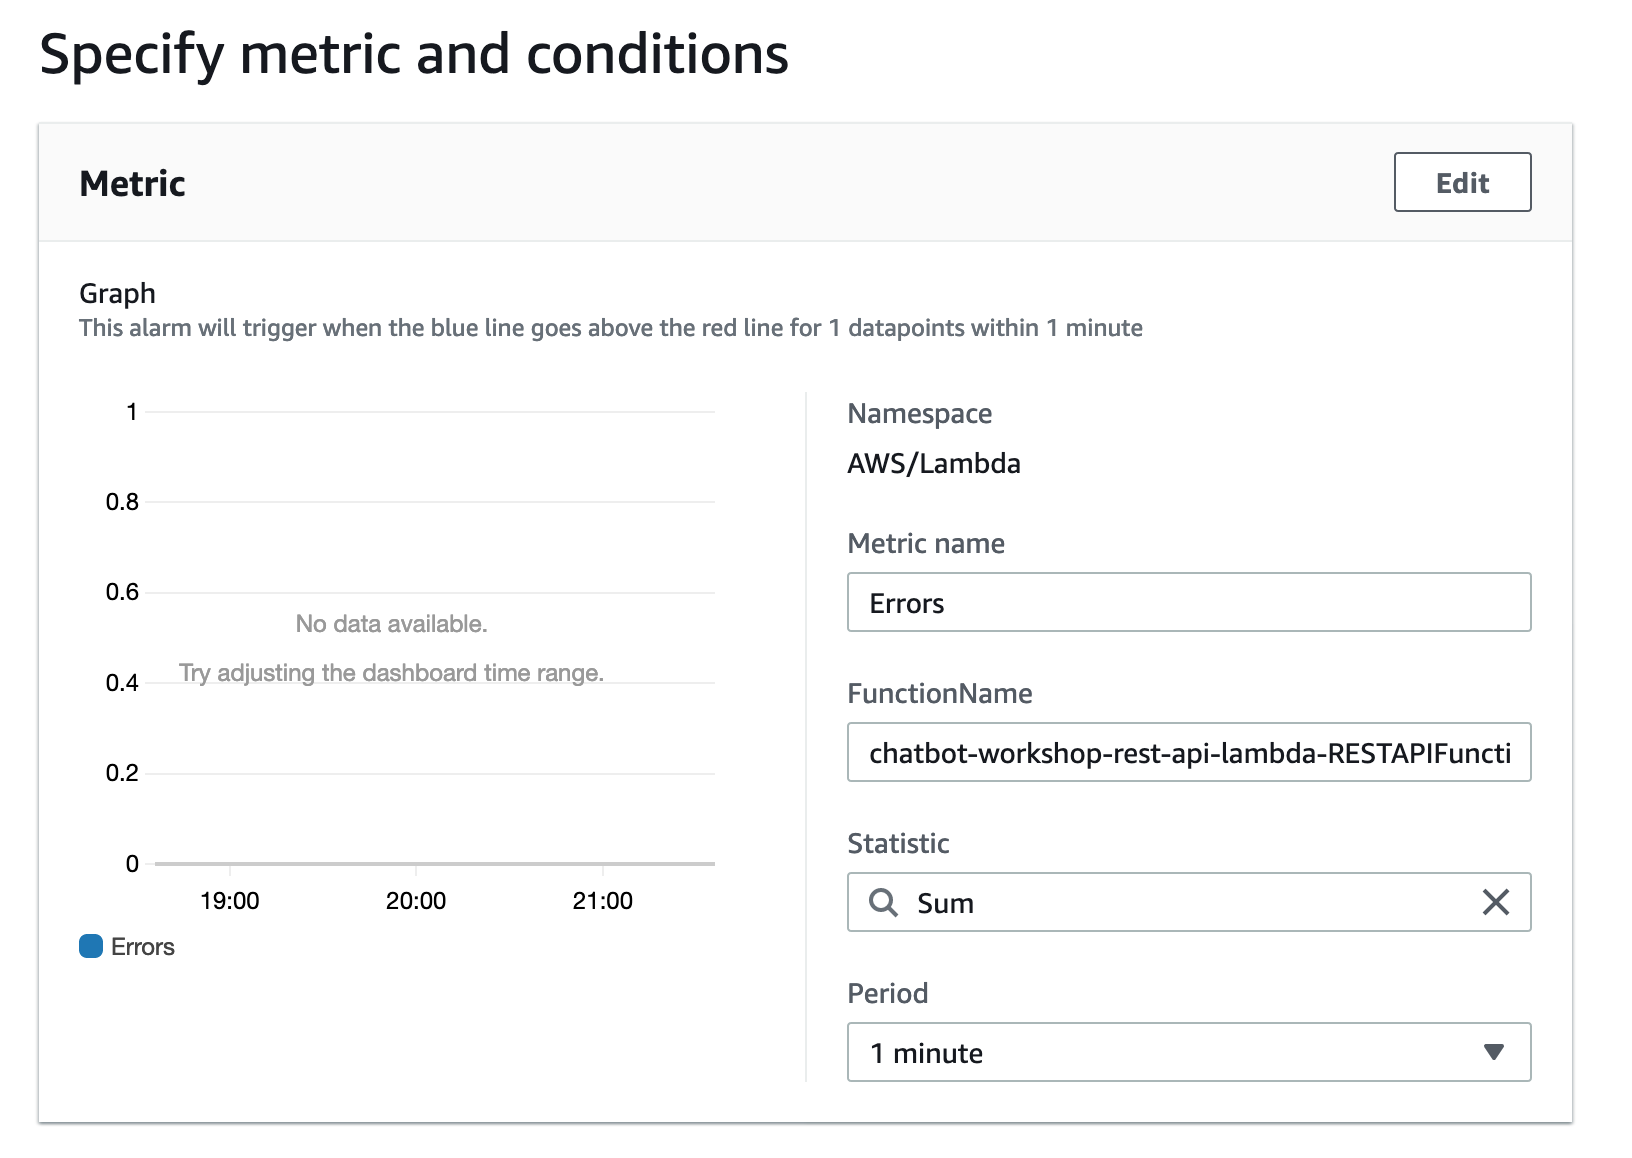 Specify metric and conditions
Metric
Edit
Graph
This alarm will trigger when the blue line goes above the red line for 1 datapoints within 1 minute
1
0.8
0.6
0.4
0.2
0
No data available.
Try adjusting the dashboard time range.
19:00 20:00 21:00
Errors
Namespace
AWS/Lambda
Metric name
Errors
FunctionName
chatbot-workshop-rest-api-lambda-RESTAPIFuncti
Statistic
Sum
Period
1 minute